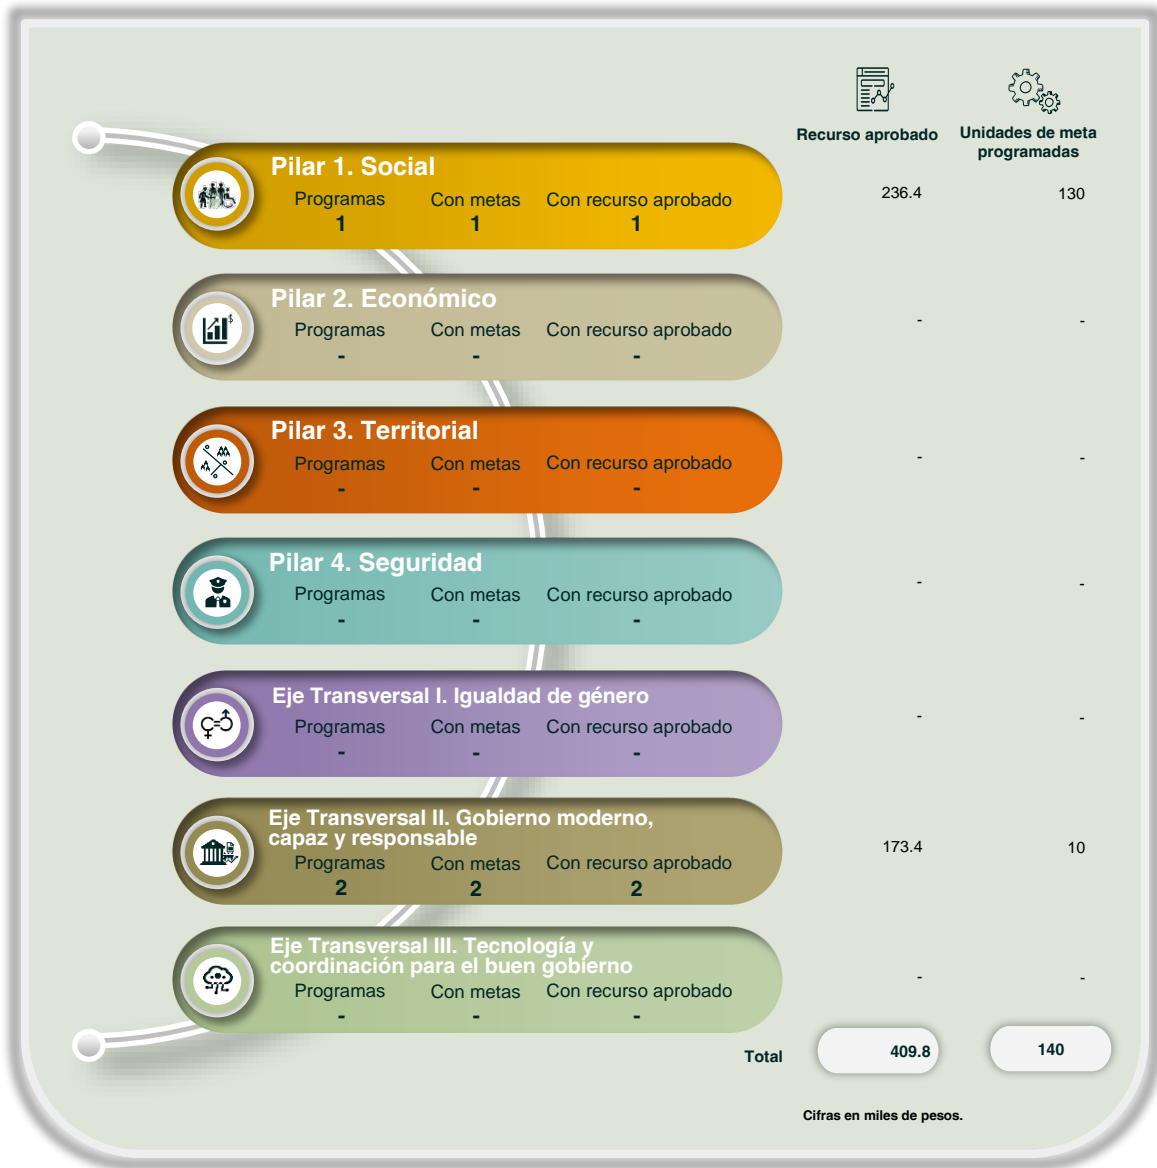 Recurso aprobado
Unidades de meta
programadas
Pilar 1. Social
Programas Con metas Con recurso aprobado
1 1 1
236.4 130
Pilar 2. Económico
Programas Con metas Con recurso aprobado
- - -
- -
Pilar 3. Territorial
Programas Con metas Con recurso aprobado
- - -
- -
Pilar 4. Seguridad
Programas Con metas Con recurso aprobado
- - -
- -
Eje Transversal I. Igualdad de género
Programas Con metas Con recurso aprobado
- - -
- -
Eje Transversal II. Gobierno moderno,
capaz y responsable
Programas Con metas Con recurso aprobado
2 2 2
173.4 10
Eje Transversal III. Tecnología y
coordinación para el buen gobierno
Programas Con metas Con recurso aprobado
- - -
- -
Total 409.8 140
Cifras en miles de pesos.